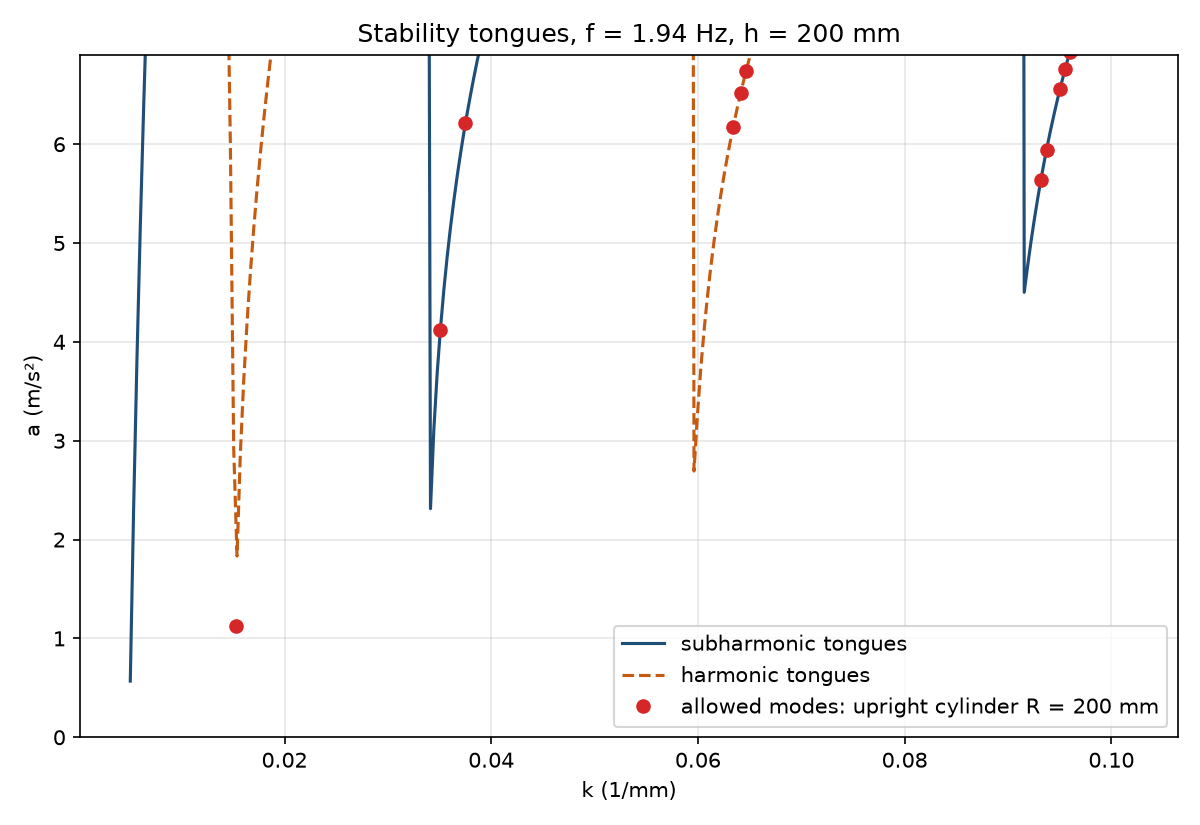 Stability tongues, f = 1.94 Hz, h = 200 mm
a (m/s²)
6
5
4
3
2
1
0
subharmonic tongues
harmonic tongues
allowed modes: upright cylinder R = 200 mm
0.02 0.04 0.06 0.08 0.10
k (1/mm)